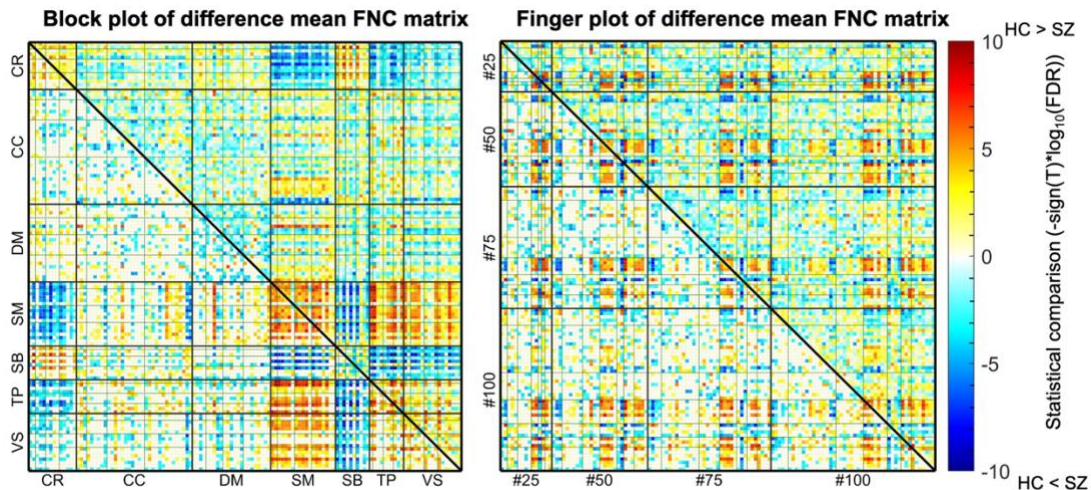 Block plot of difference mean FNC matrix
Finger plot of difference mean FNC matrix
CR
CC
DM
SM
SB
TP
VS
CR CC DM SM SB TP VS
#25
#50
#75
#100
#25 #50 #75 #100
10 HC > SZ
5
0
-5
-10
HC < SZ
Statistical comparison (-sign(T)*log10(FDR))